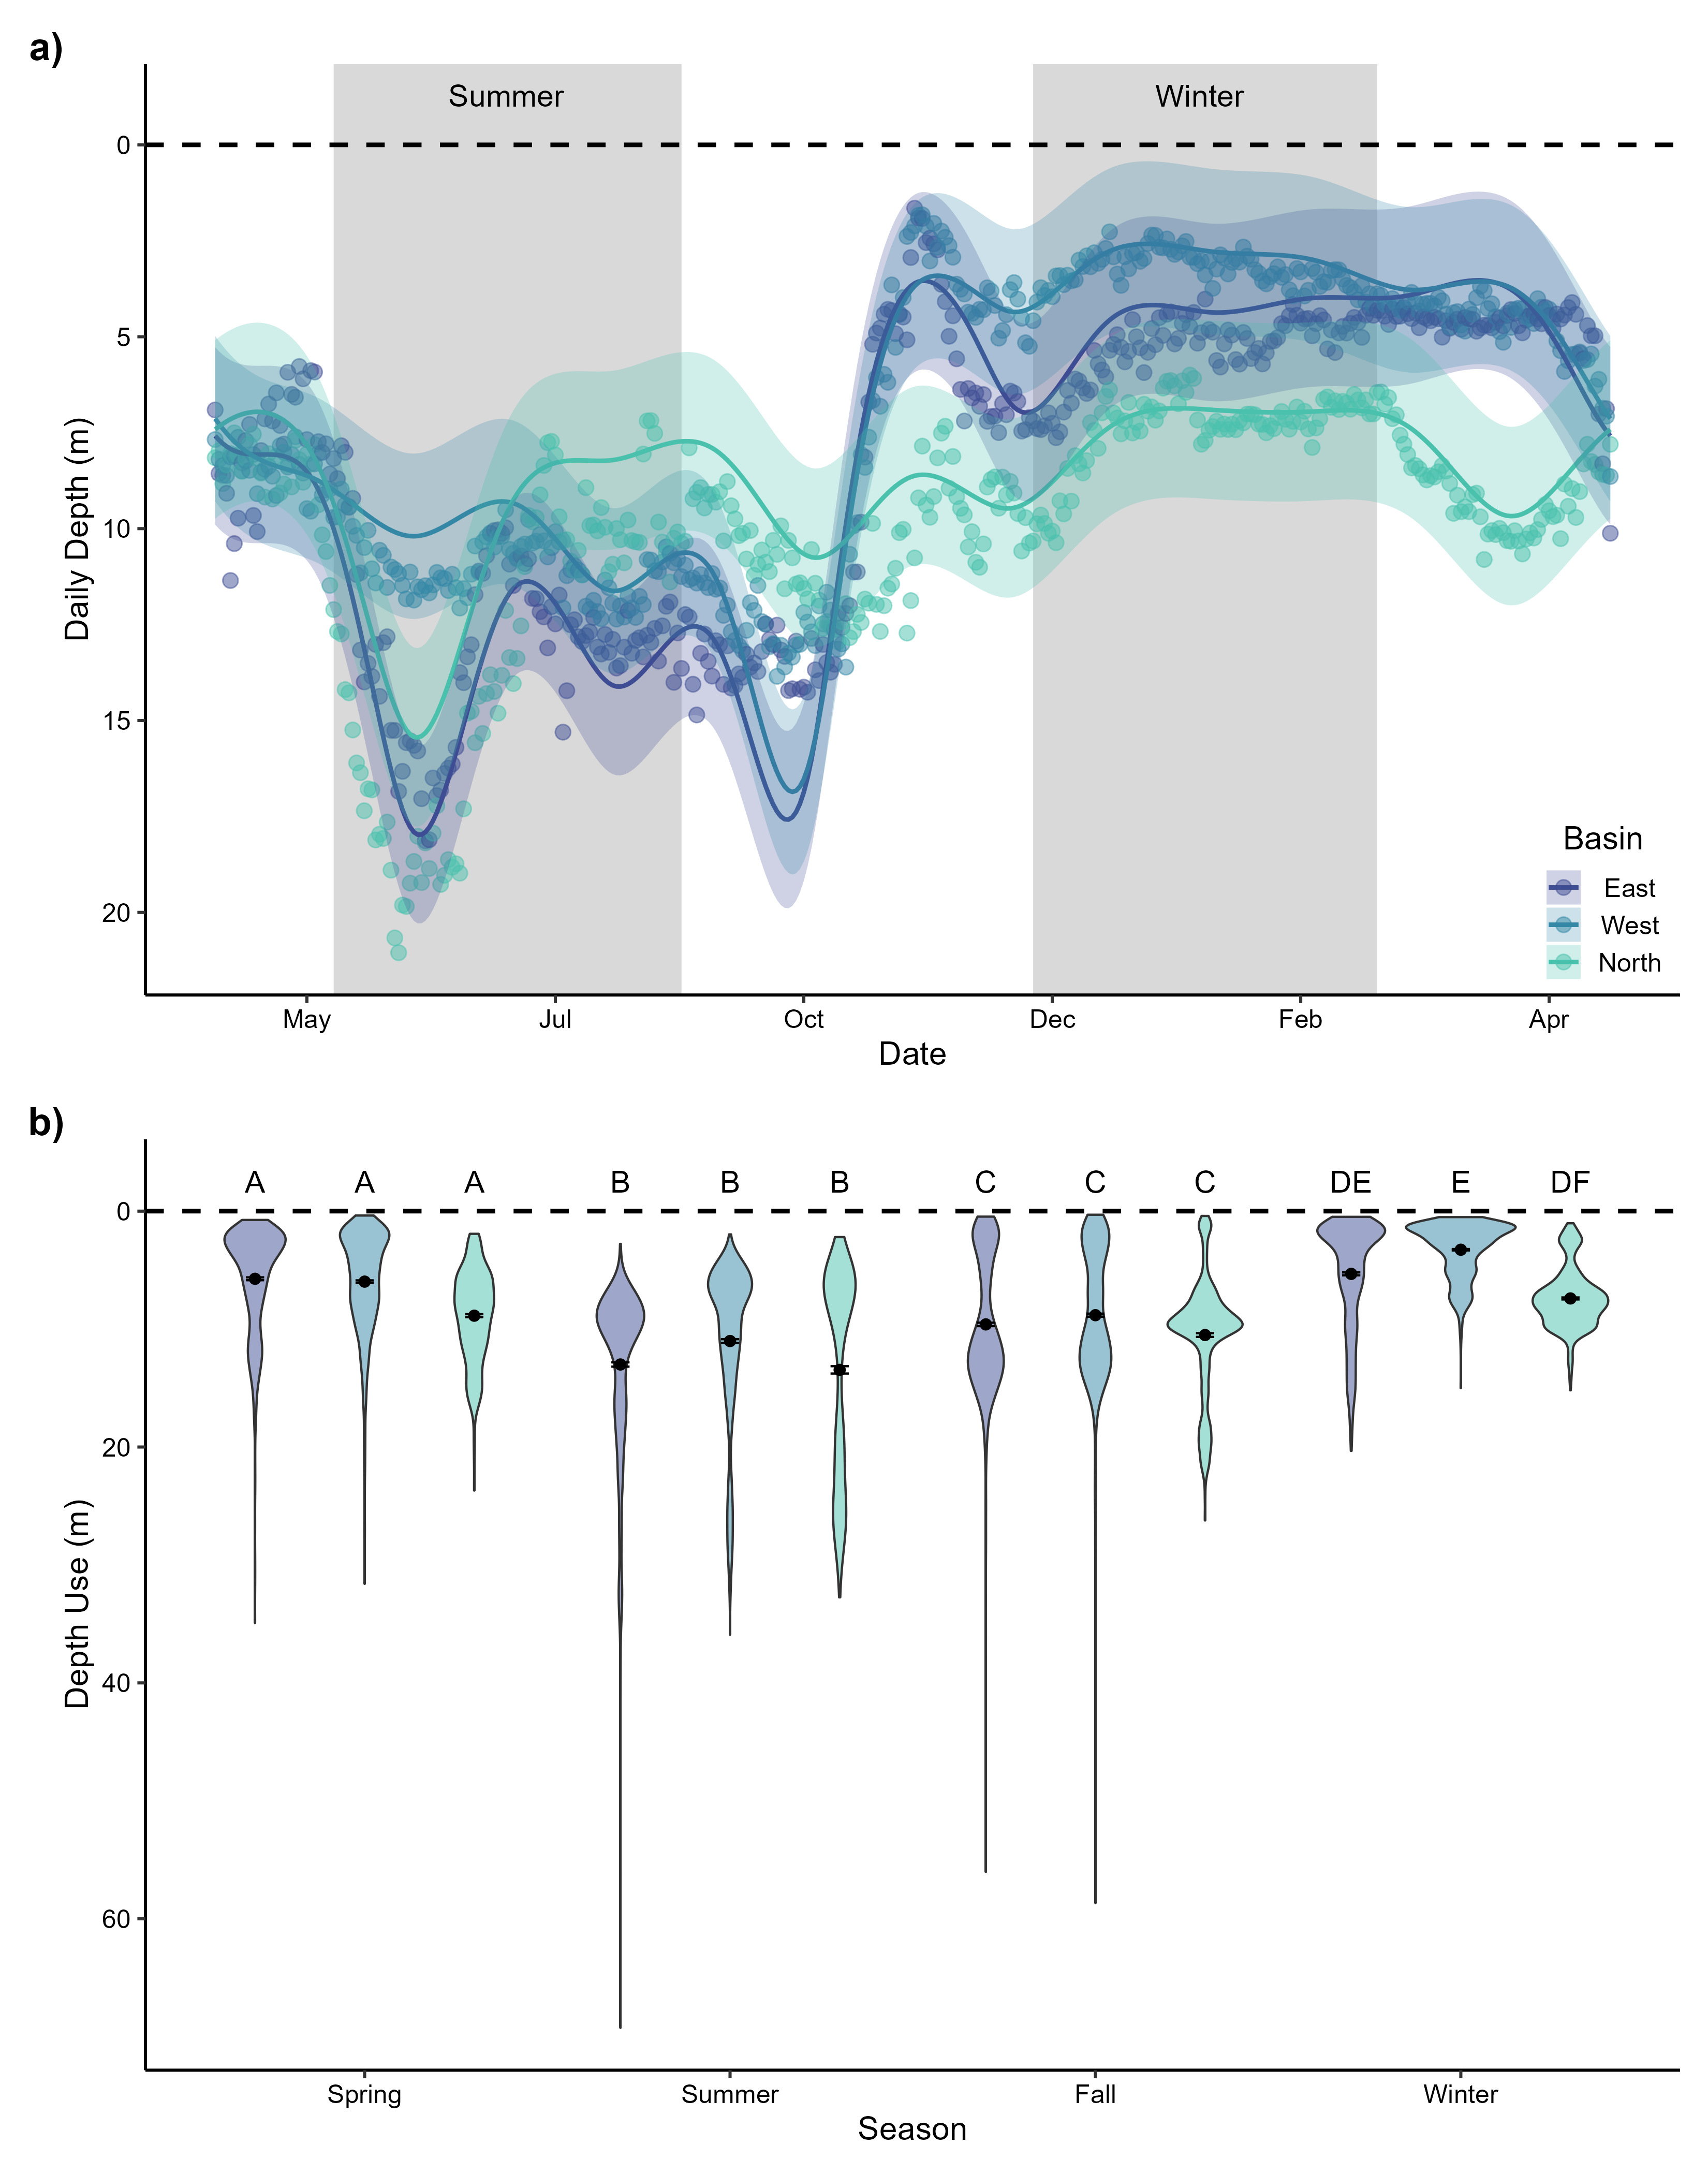 a)
Summer
Winter
0
5
10
15
20
Daily Depth (m)
Basin
East
West
North
May
Jul
Oct
Dec
Feb
Apr
Date
b)
A
A
A
B
B
B
C
C
C
DE
E
DF
0
20
40
60
Depth Use (m)
Spring
Summer
Fall
Winter
Season